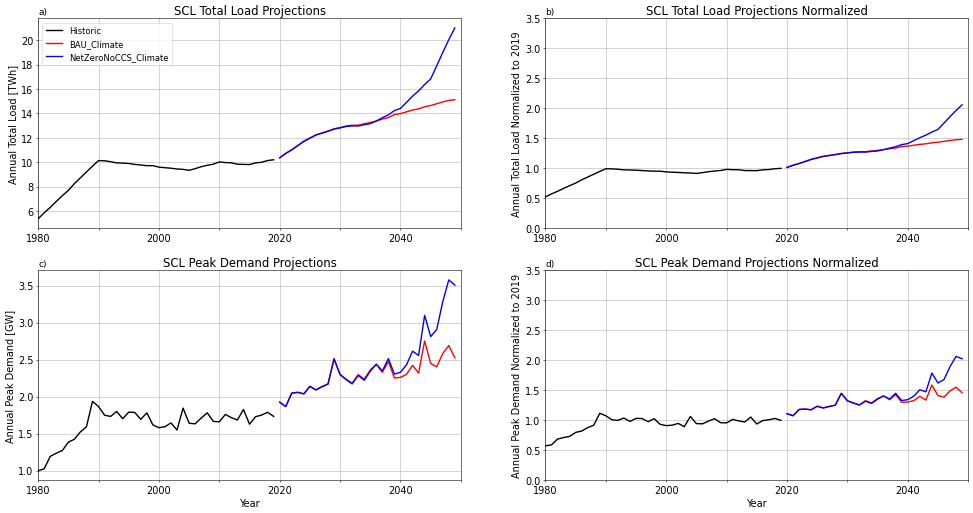 a)
SCL Total Load Projections
Historic
BAU_Climate
NetZeroNoCCS_Climate
Annual Total Load [TWh]
20
18
16
14
12
10
8
6
1980
2000
2020
2040
b)
SCL Total Load Projections Normalized
Annual Total Load Normalized to 2019
3.5
3.0
2.5
2.0
1.5
1.0
0.5
0.0
1980
2000
2020
2040
c)
SCL Peak Demand Projections
Annual Peak Demand [GW]
3.5
3.0
2.5
2.0
1.5
1.0
1980
2000
2020
2040
Year
d)
SCL Peak Demand Projections Normalized
Annual Peak Demand Normalized to 2019
3.5
3.0
2.5
2.0
1.5
1.0
0.5
0.0
1980
2000
2020
2040
Year